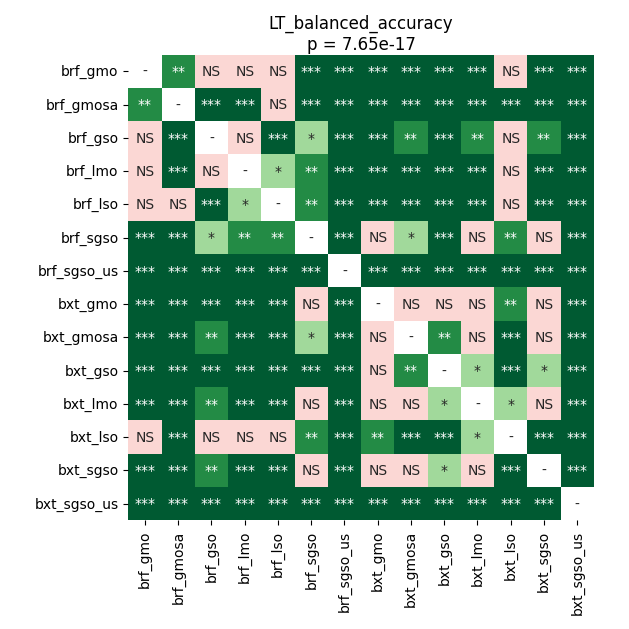 LT_balanced_accuracy
p = 7.65e-17
brf_gmo - ** NS NS NS *** *** *** *** *** *** NS *** ***
brf_gmosa ** - *** *** NS *** *** *** *** *** *** *** *** ***
brf_gso NS *** - NS *** * *** *** ** *** ** NS ** ***
brf_lmo NS *** NS - * ** *** *** *** *** *** NS *** ***
brf_lso NS NS *** * - ** *** *** *** *** *** NS *** ***
brf_sgso *** *** * ** ** - *** NS * *** NS ** NS ***
brf_sgso_us *** *** *** *** *** *** - *** *** *** *** *** *** ***
bxt_gmo *** *** *** *** *** NS *** - NS NS NS ** NS ***
bxt_gmosa *** *** ** *** *** * *** NS - ** NS *** NS ***
bxt_gso *** *** *** *** *** *** *** NS ** - * *** * ***
bxt_lmo *** *** ** *** *** NS *** NS NS * - * NS ***
bxt_lso NS *** NS NS NS ** *** ** *** *** * - *** ***
bxt_sgso *** *** ** *** *** NS *** NS NS * NS *** - ***
bxt_sgso_us *** *** *** *** *** *** *** *** *** *** *** *** *** -
brf_gmo brf_gmosa brf_gso brf_lmo brf_lso brf_sgso brf_sgso_us bxt_gmo bxt_gmosa bxt_gso bxt_lmo bxt_lso bxt_sgso bxt_sgso_us